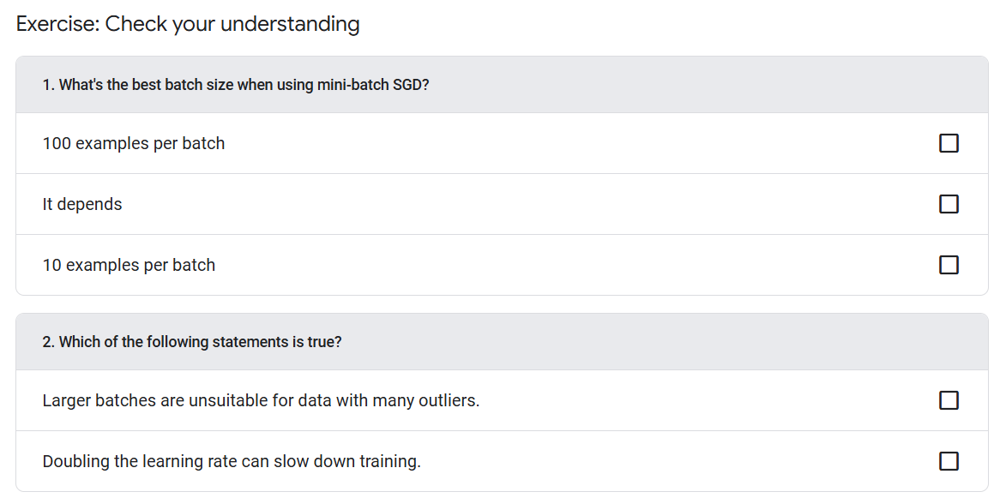 Exercise: Check your understanding
1. What's the best batch size when using mini-batch SGD?
100 examples per batch
It depends
10 examples per batch
2. Which of the following statements is true?
Larger batches are unsuitable for data with many outliers.
Doubling the learning rate can slow down training.